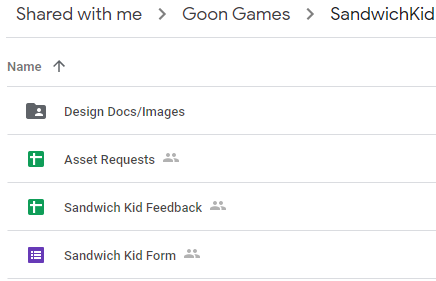 Shared with me > Goon Games > SandwichKid
Name ↑
Design Docs/Images
Asset Requests
Sandwich Kid Feedback
Sandwich Kid Form